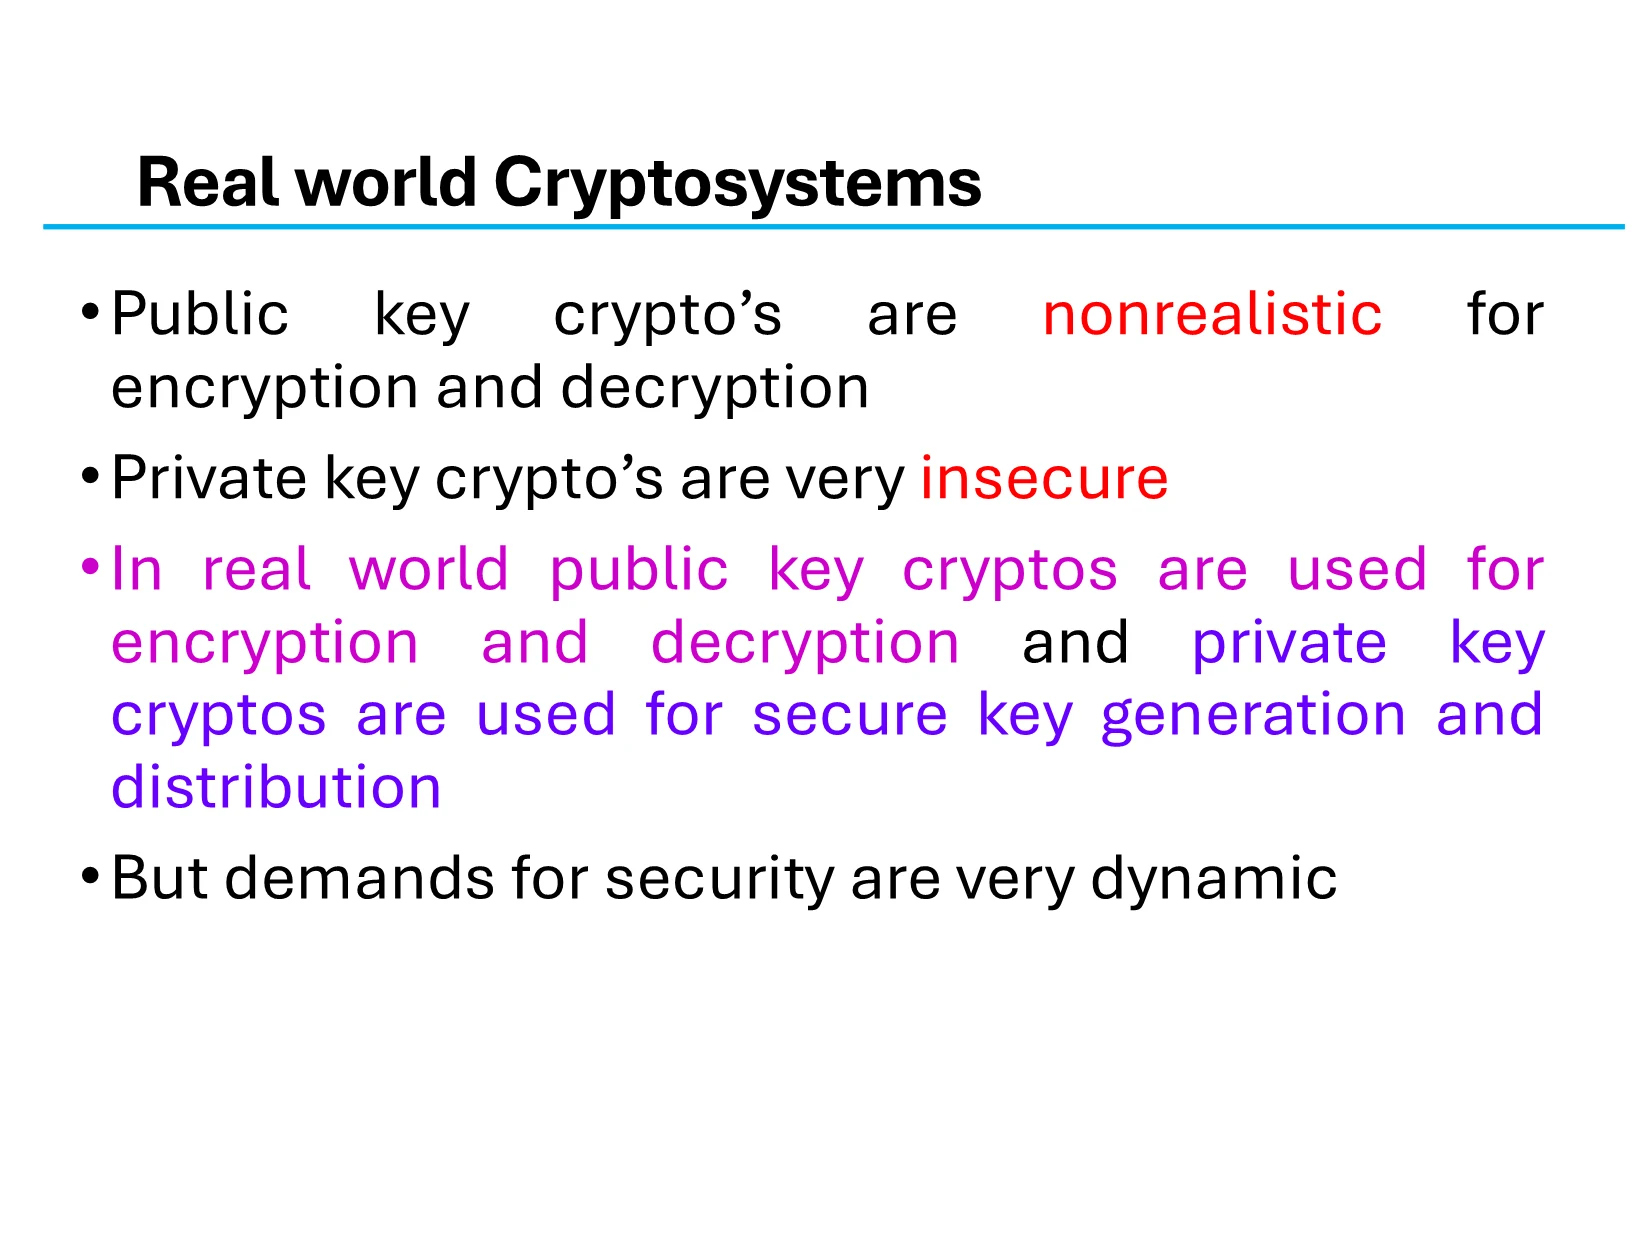 Real world Cryptosystems
•Public key crypto’s are nonrealistic for
encryption and decryption
•Private key crypto’s are very insecure
•In real world public key cryptos are used for
encryption and decryption and private key
cryptos are used for secure key generation and
distribution
•But demands for security are very dynamic